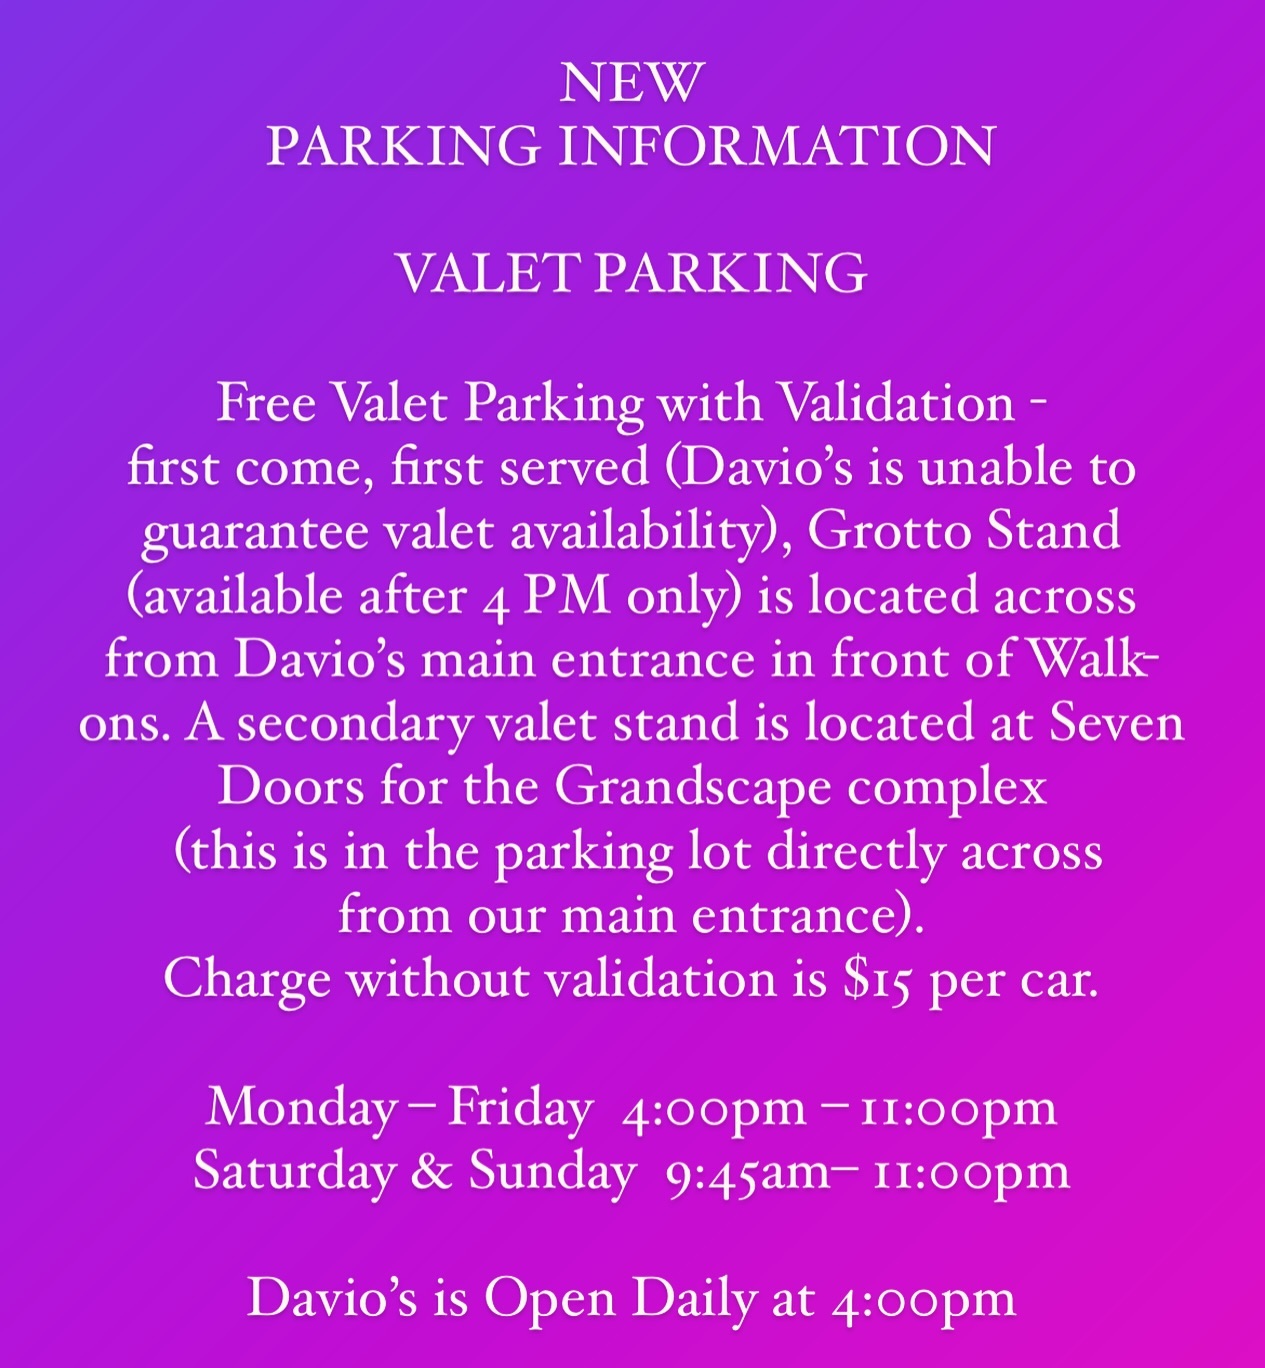 NEW
PARKING INFORMATION
VALET PARKING
Free Valet Parking with Validation -
first come, first served (Davio’s is unable to
guarantee valet availability), Grotto Stand
(available after 4 PM only) is located across
from Davio’s main entrance in front of Walk-
ons. A secondary valet stand is located at Seven
Doors for the Grandscape complex
(this is in the parking lot directly across
from our main entrance).
Charge without validation is $15 per car.
Monday – Friday  4:00pm – 11:00pm
Saturday & Sunday  9:45am– 11:00pm
Davio’s is Open Daily at 4:00pm